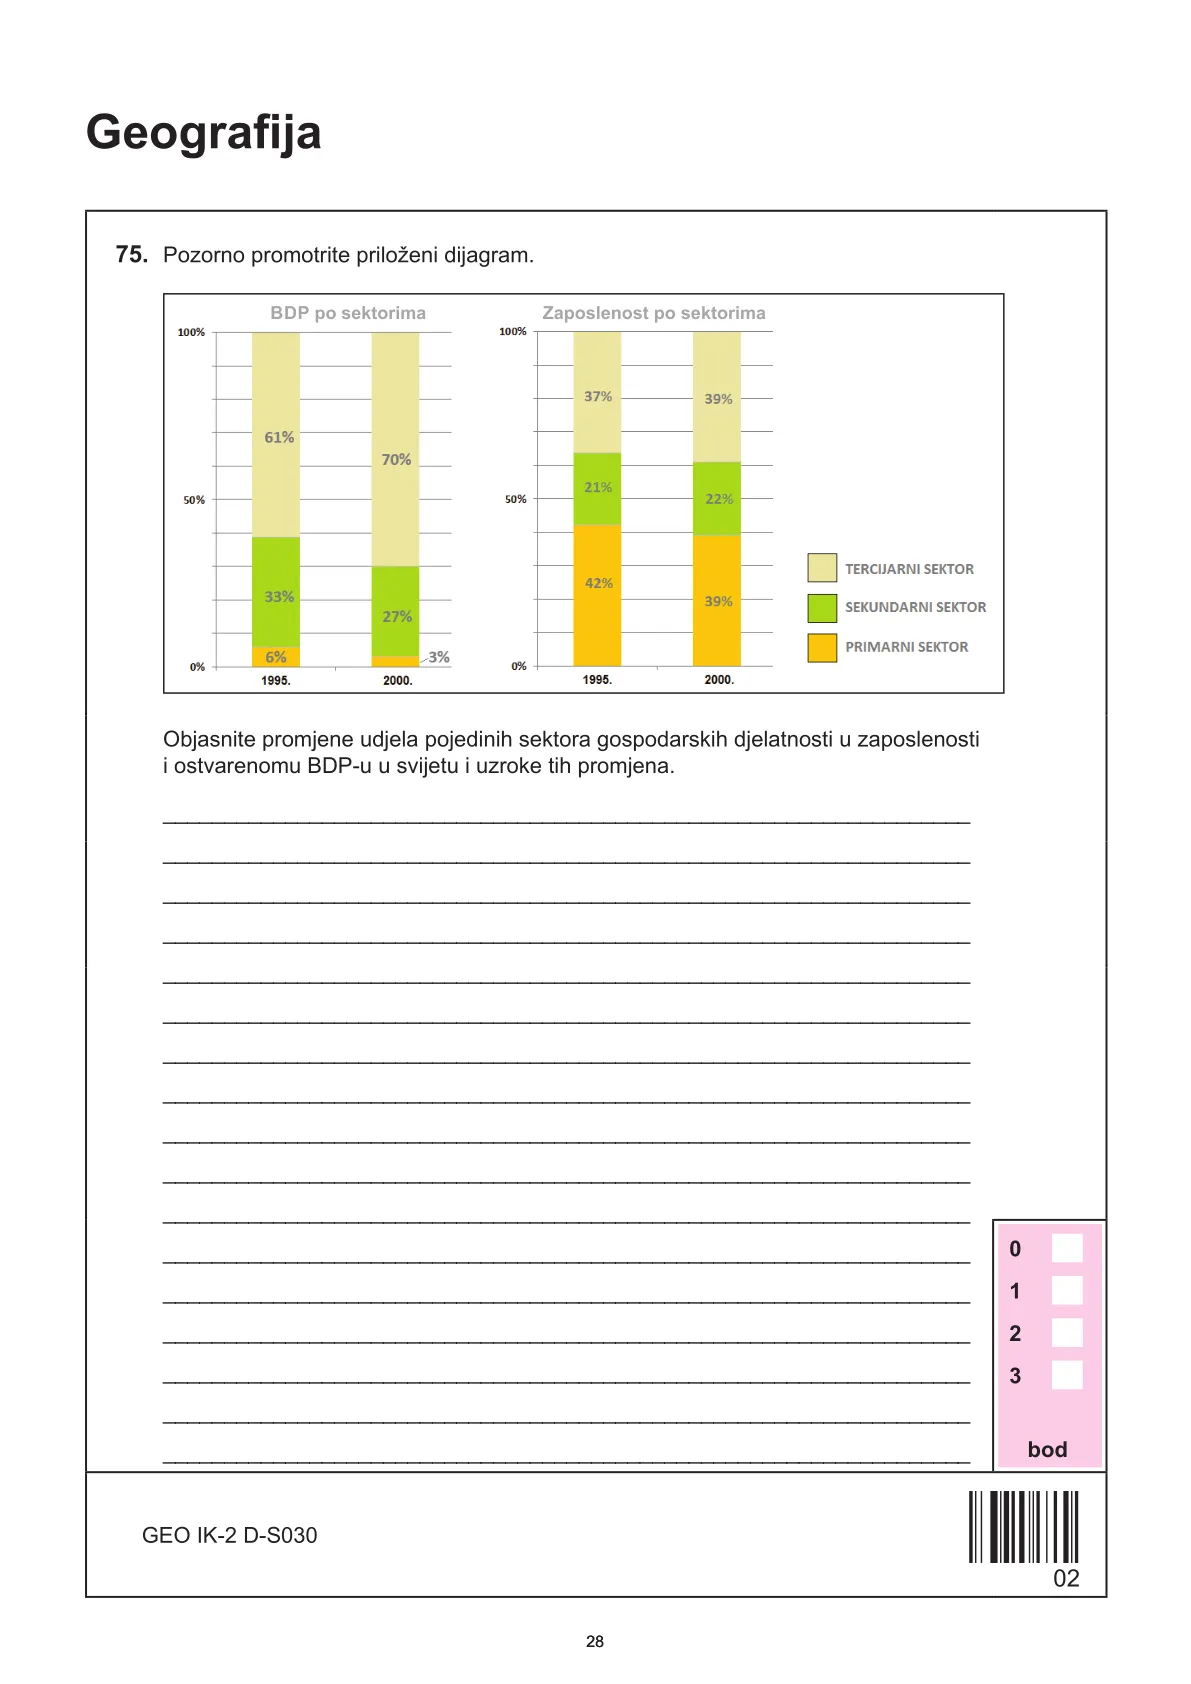 Geografija
75. Pozorno promotrite priloženi dijagram.
BDP po sektorima
100%
50%
0%
61%
33%
6%
70%
27%
3%
1995.
2000.
Zaposlenost po sektorima
100%
50%
0%
37%
21%
42%
39%
22%
39%
1995.
2000.
TERCIJARNI SEKTOR
SEKUNDARNI SEKTOR
PRIMARNI SEKTOR
Objasnite promjene udjela pojedinih sektora gospodarskih djelatnosti u zaposlenosti
i ostvarenomu BDP-u u svijetu i uzroke tih promjena.
0
1
2
3
bod
GEO IK-2 D-S030
02
28